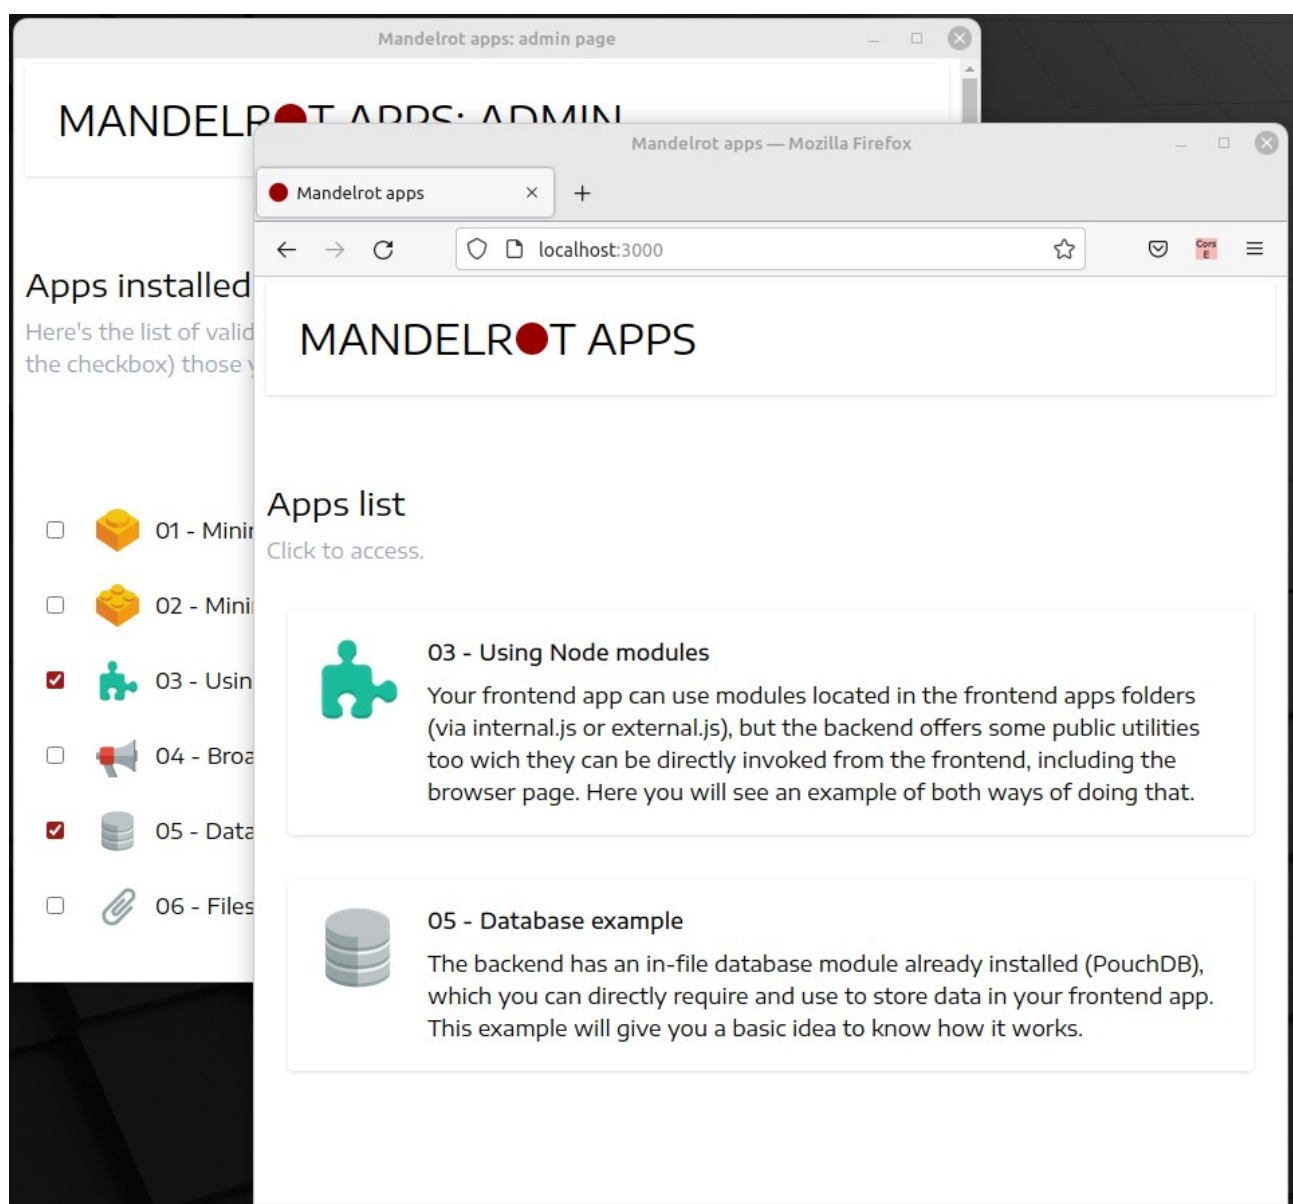 Mandelrot apps: admin page
MANDELR T APPS: ADMIN
Apps installed
Here's the list of valid
the checkbox) those
01 - Mini
02 - Mini
03 - Usin
04 - Broa
05 - Data
06 - Files
Mandelrot apps — Mozilla Firefox
Mandelrot apps
localhost:3000
Cors
E
MANDELR T APPS
Apps list
Click to access.
03 - Using Node modules
Your frontend app can use modules located in the frontend apps folders
(via internal.js or external.js), but the backend offers some public utilities
too wich they can be directly invoked from the frontend, including the
browser page. Here you will see an example of both ways of doing that.
05 - Database example
The backend has an in-file database module already installed (PouchDB),
which you can directly require and use to store data in your frontend app.
This example will give you a basic idea to know how it works.